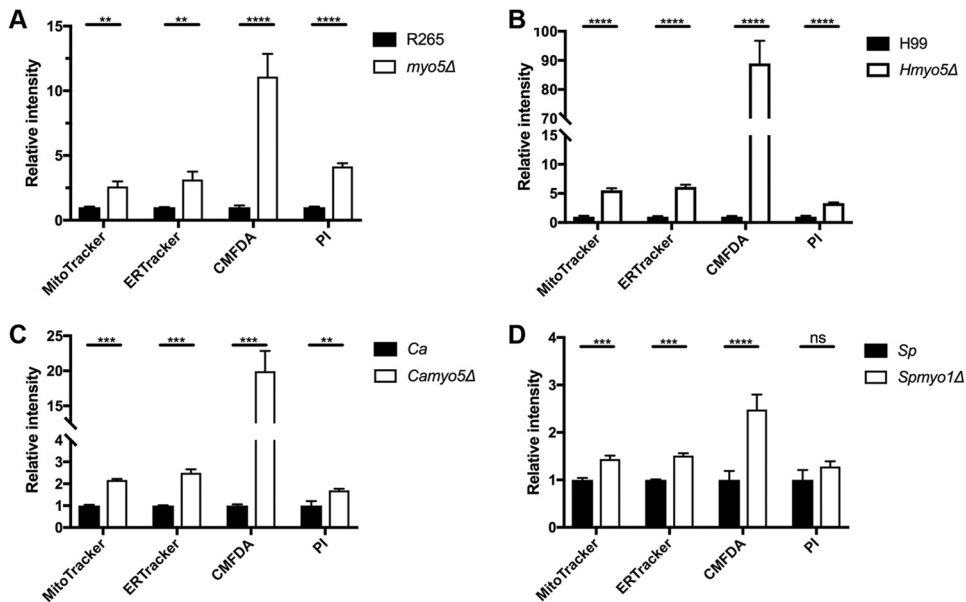 A
** ** **** ****
Relative intensity
15
10
5
0
MitoTracker
ERTracker
CMFDA
PI
R265
myo5Δ
B
**** **** **** ****
Relative intensity
100
90
80
70
15
10
5
0
MitoTracker
ERTracker
CMFDA
PI
H99
Hmyo5Δ
C
*** *** *** **
Relative intensity
25
20
15
10
4
3
2
1
0
MitoTracker
ERTracker
CMFDA
PI
Ca
Camyo5Δ
D
*** *** **** ns
Relative intensity
4
3
2
1
0
MitoTracker
ERTracker
CMFDA
PI
Sp
Spmyo1Δ